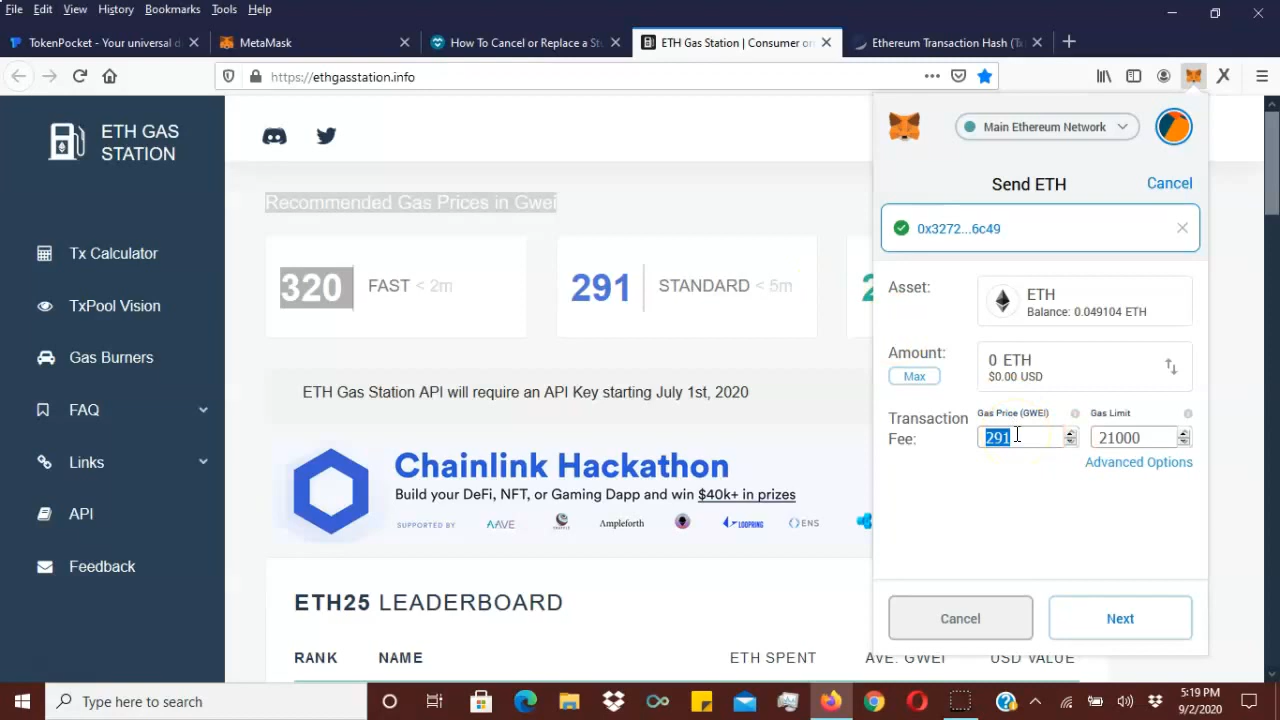 File Edit View History Bookmarks Tools Help
TokenPocket - Your universal d
MetaMask
How To Cancel or Replace a St
ETH Gas Station | Consumer or
Ethereum Transaction Hash (Tx
https://ethgasstation.info
ETH GAS
STATION
Tx Calculator
TxPool Vision
Gas Burners
FAQ
Links
API
Feedback
Recommended Gas Prices in Gwei
320 FAST < 2m
291 STANDARD < 5m
2
ETH Gas Station API will require an API Key starting July 1st, 2020
Chainlink Hackathon
Build your DeFi, NFT, or Gaming Dapp and win $40k+ in prizes
SUPPORTED BY AAVE Ampleforth LOOPRING ENS
ETH25 LEADERBOARD
RANK NAME ETH SPENT AVE. GWEI USD VALUE
Main Ethereum Network
Send ETH Cancel
0x3272...6c49
Asset:
ETH
Balance: 0.049104 ETH
Amount:
Max
0 ETH
$0.00 USD
Transaction
Fee:
Gas Price (GWEI) Gas Limit
291 21000
Advanced Options
Cancel Next
Type here to search
5:19 PM
9/2/2020